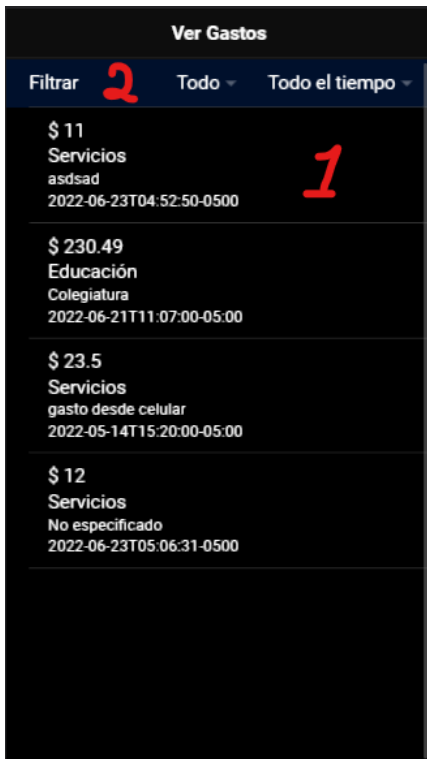 Ver Gastos
Filtrar 2 Todo Todo el tiempo
$ 11
Servicios
1
asdsad
2022-06-23T04:52:50-0500
$ 230.49
Educación
Colegiatura
2022-06-21T11:07:00-05:00
$ 23.5
Servicios
gasto desde celular
2022-05-14T15:20:00-05:00
$ 12
Servicios
No especificado
2022-06-23T05:06:31-0500